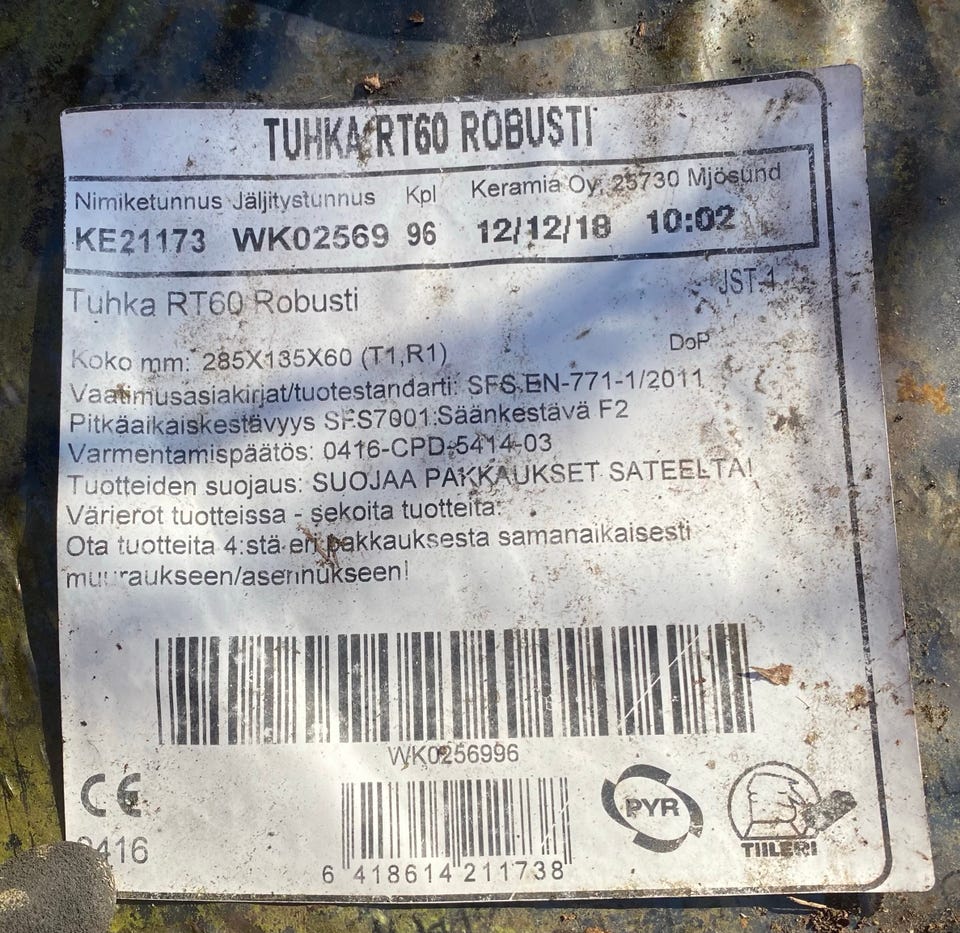 TUHKA RT60 ROBUSTI
Nimiketunnus Jäljitystunnus Kpl Keramia Oy, 25730 Mjösund
KE21173 WK02569 96 12/12/18 10:02
Tuhka RT60 Robusti JST-1
Koko mm: 285X135X60 (T1,R1) DoP
Vaatimusasiakirjat/tuotestandarti: SFS.EN-771-1/2011
Pitkäaikaiskestävyys SFS7001:Säänkestävä F2
Varmentamispäätös: 0416-CPD-5414-03
Tuotteiden suojaus: SUOJAA PAKKAUKSET SATEELTA!
Värierot tuotteissa - sekoita tuotteita:
Ota tuotteita 4:stä eri pakkauksesta samanaikaisesti
muuraukseen/asennukseen!
WK0256996
CE
0416
6 418614 211738
PYR
TIILERI